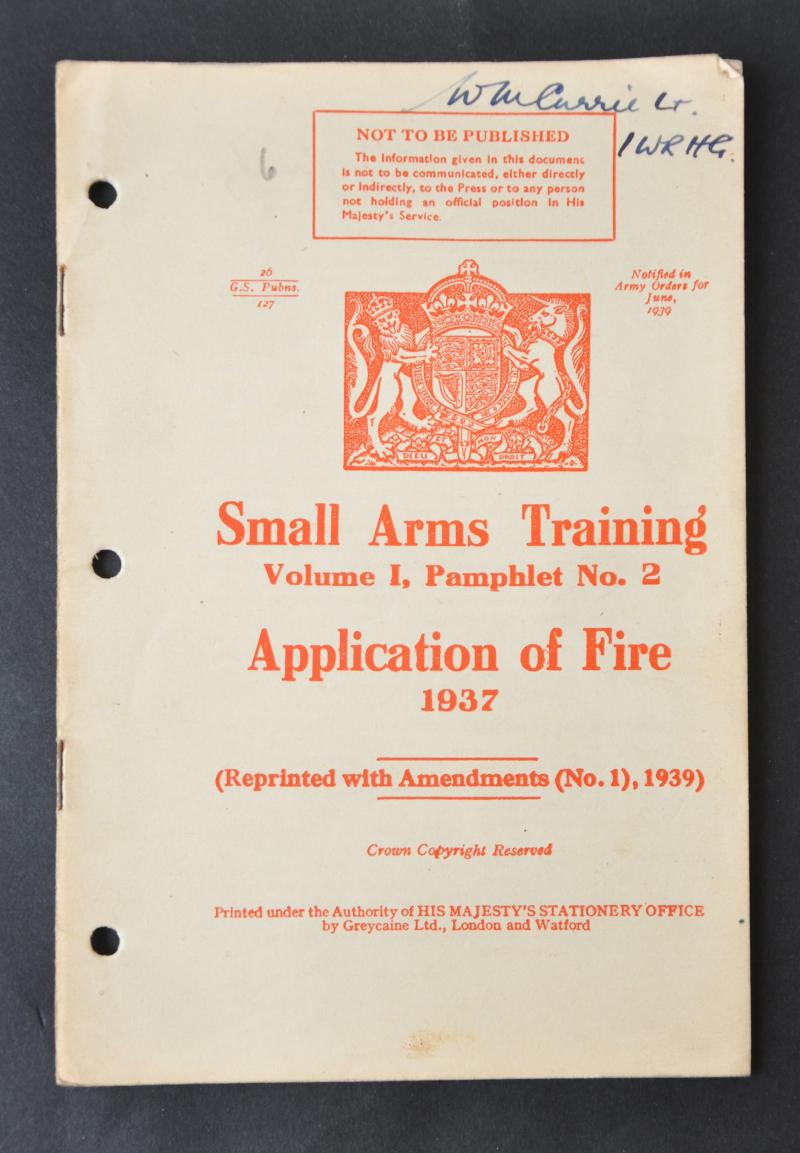 W M Currie Lt.
1 WR HG.
NOT TO BE PUBLISHED
The information given in this document
is not to be communicated, either directly
or indirectly, to the Press or to any person
not holding an official position in His
Majesty's Service.
6
26
G.S. Pubns.
127
Notified in
Army Orders for
June,
1939
DIEU ET MON DROIT
Small Arms Training
Volume I, Pamphlet No. 2
Application of Fire
1937
(Reprinted with Amendments (No. 1), 1939)
Crown Copyright Reserved
Printed under the Authority of HIS MAJESTY'S STATIONERY OFFICE
by Greycaine Ltd., London and Watford